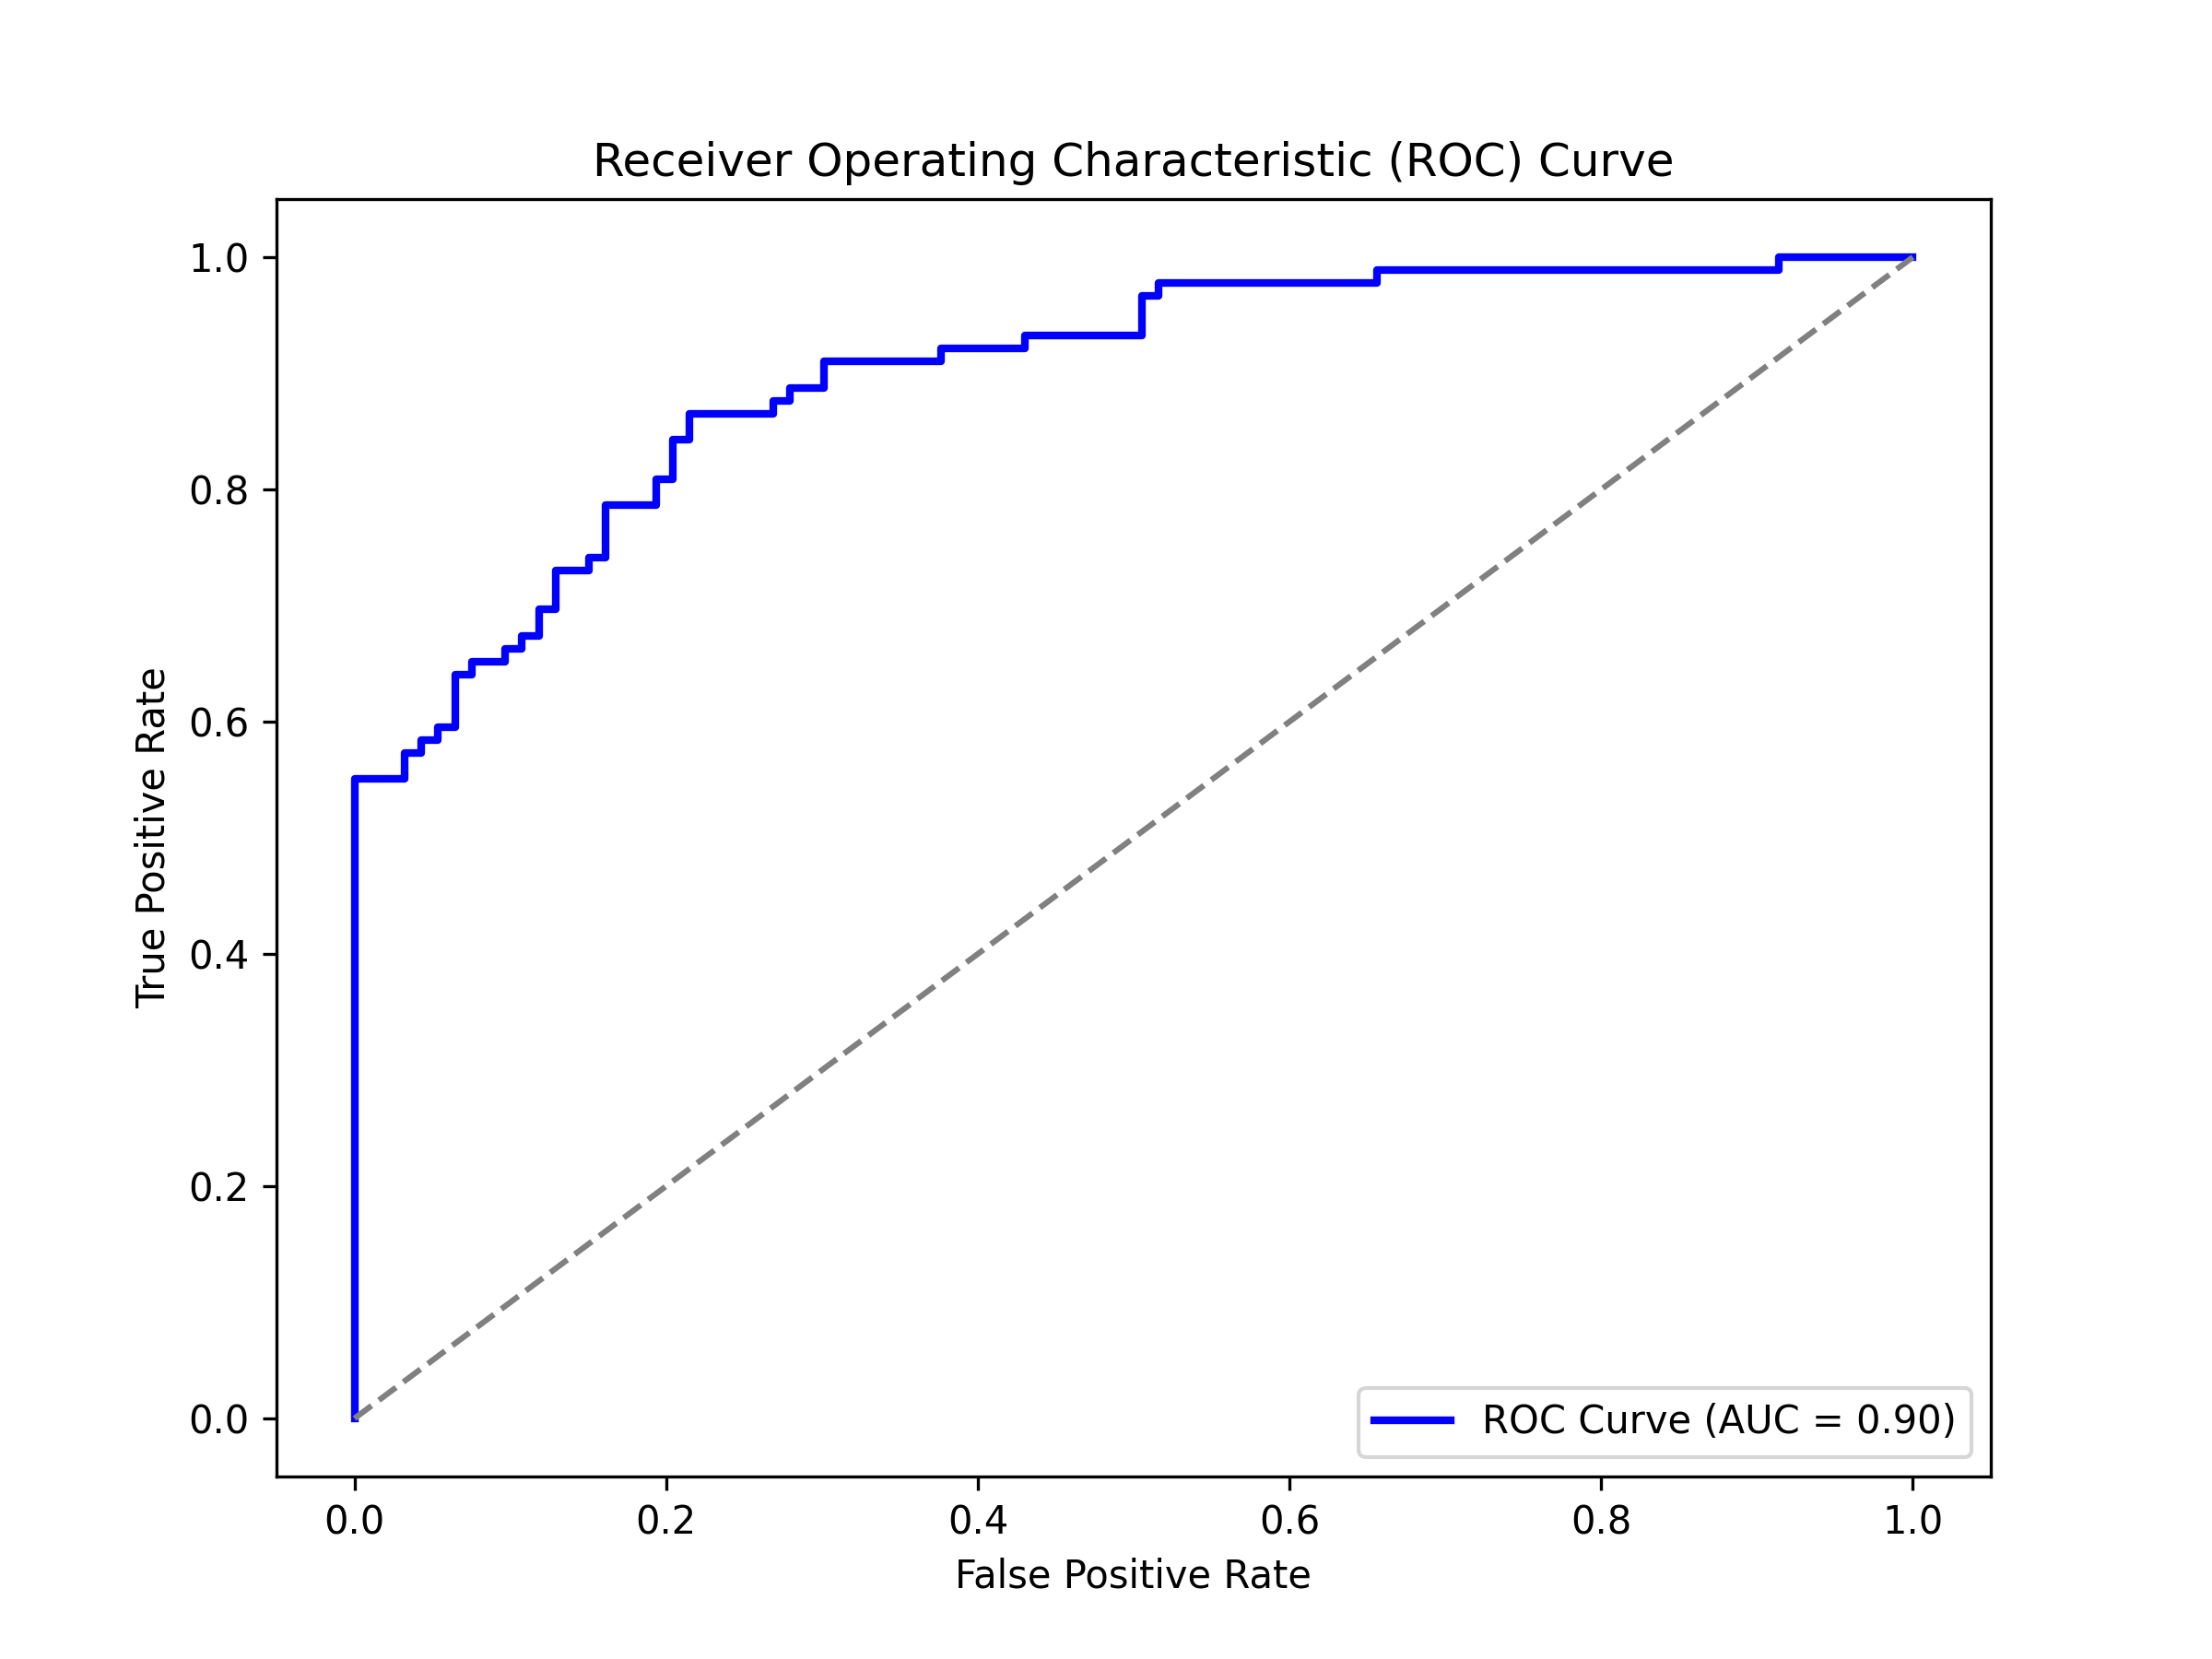 Receiver Operating Characteristic (ROC) Curve
1.0
0.8
0.6
0.4
0.2
0.0
True Positive Rate
ROC Curve (AUC = 0.90)
0.0 0.2 0.4 0.6 0.8 1.0
False Positive Rate